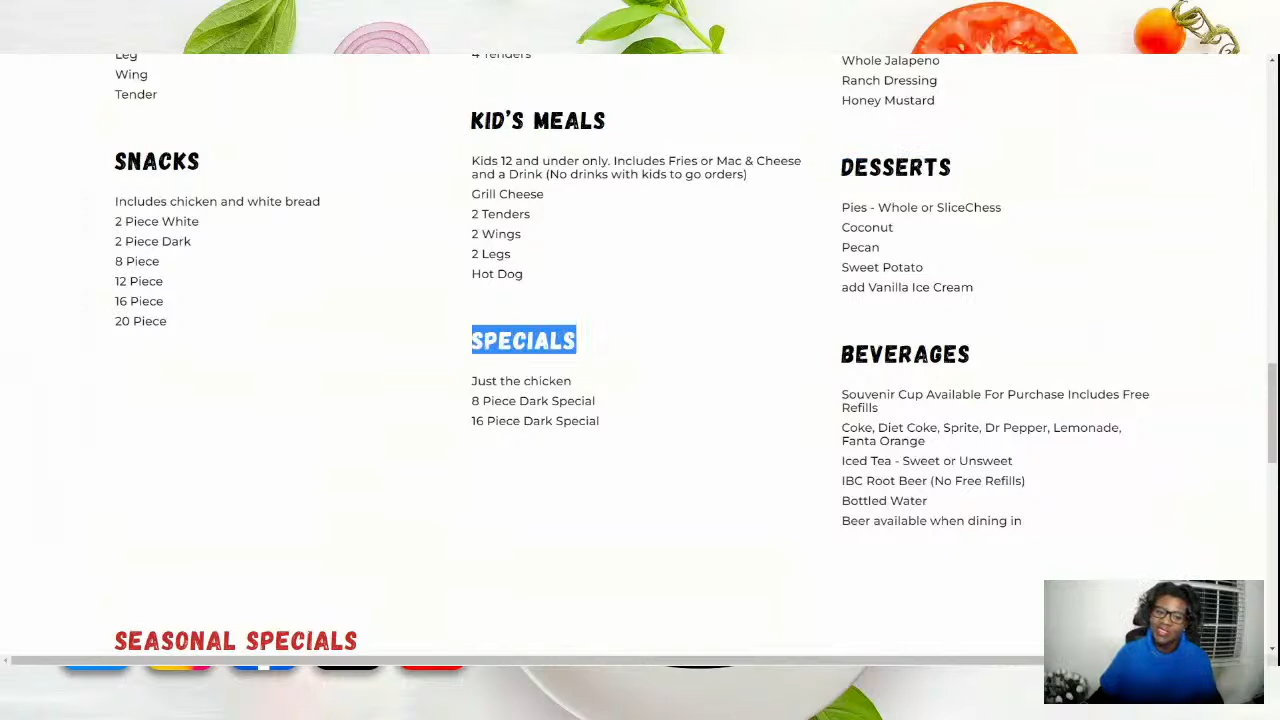 Leg
Wing
Tender
SNACKS
Includes chicken and white bread
2 Piece White
2 Piece Dark
8 Piece
12 Piece
16 Piece
20 Piece
4 Tenders
KID'S MEALS
Kids 12 and under only. Includes Fries or Mac & Cheese
and a Drink (No drinks with kids to go orders)
Grill Cheese
2 Tenders
2 Wings
2 Legs
Hot Dog
SPECIALS
Just the chicken
8 Piece Dark Special
16 Piece Dark Special
Whole Jalapeno
Ranch Dressing
Honey Mustard
DESSERTS
Pies - Whole or SliceChess
Coconut
Pecan
Sweet Potato
add Vanilla Ice Cream
BEVERAGES
Souvenir Cup Available For Purchase Includes Free
Refills
Coke, Diet Coke, Sprite, Dr Pepper, Lemonade,
Fanta Orange
Iced Tea - Sweet or Unsweet
IBC Root Beer (No Free Refills)
Bottled Water
Beer available when dining in
SEASONAL SPECIALS